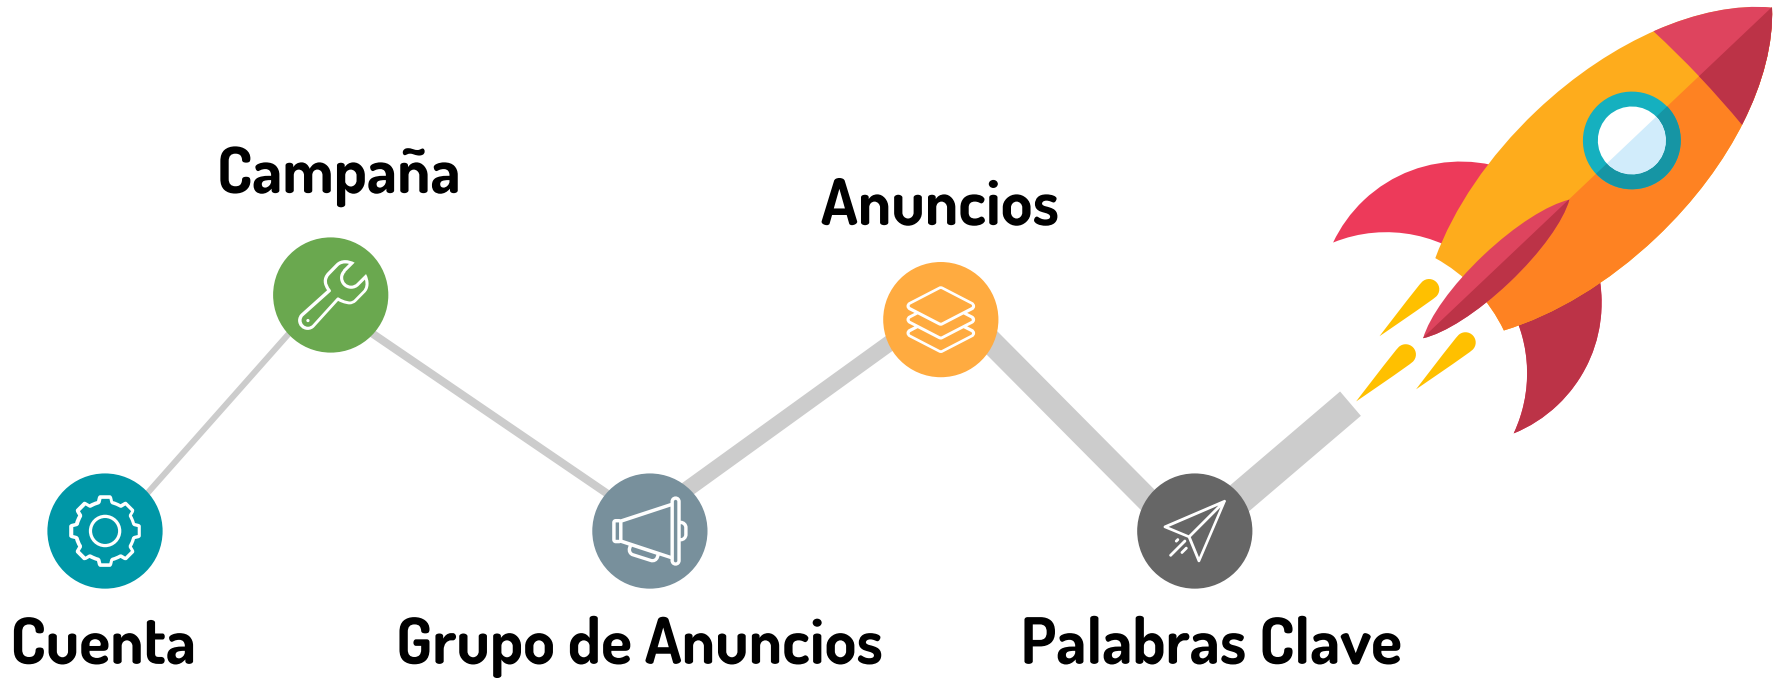 Cuenta
Campaña
Grupo de Anuncios
Anuncios
Palabras Clave